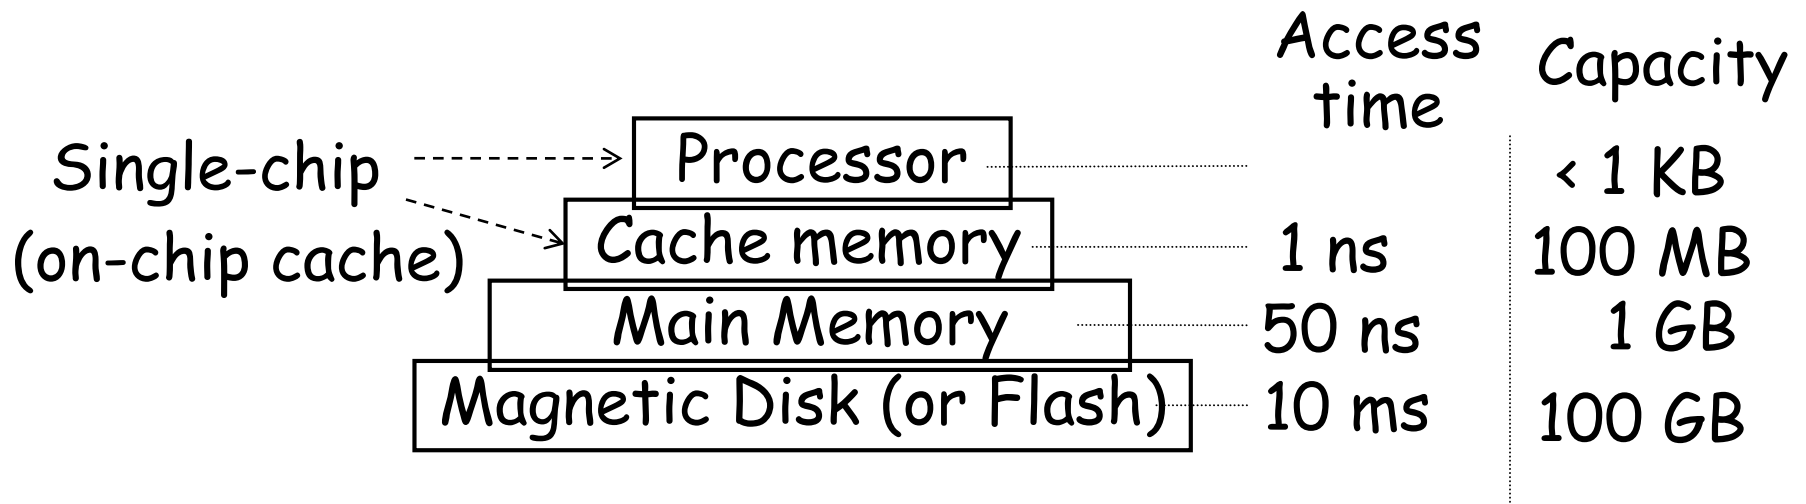 Access
time
Capacity
Single-chip
(on-chip cache)
Processor
< 1 KB
Cache memory
1 ns
100 MB
Main Memory
50 ns
1 GB
Magnetic Disk (or Flash)
10 ms
100 GB